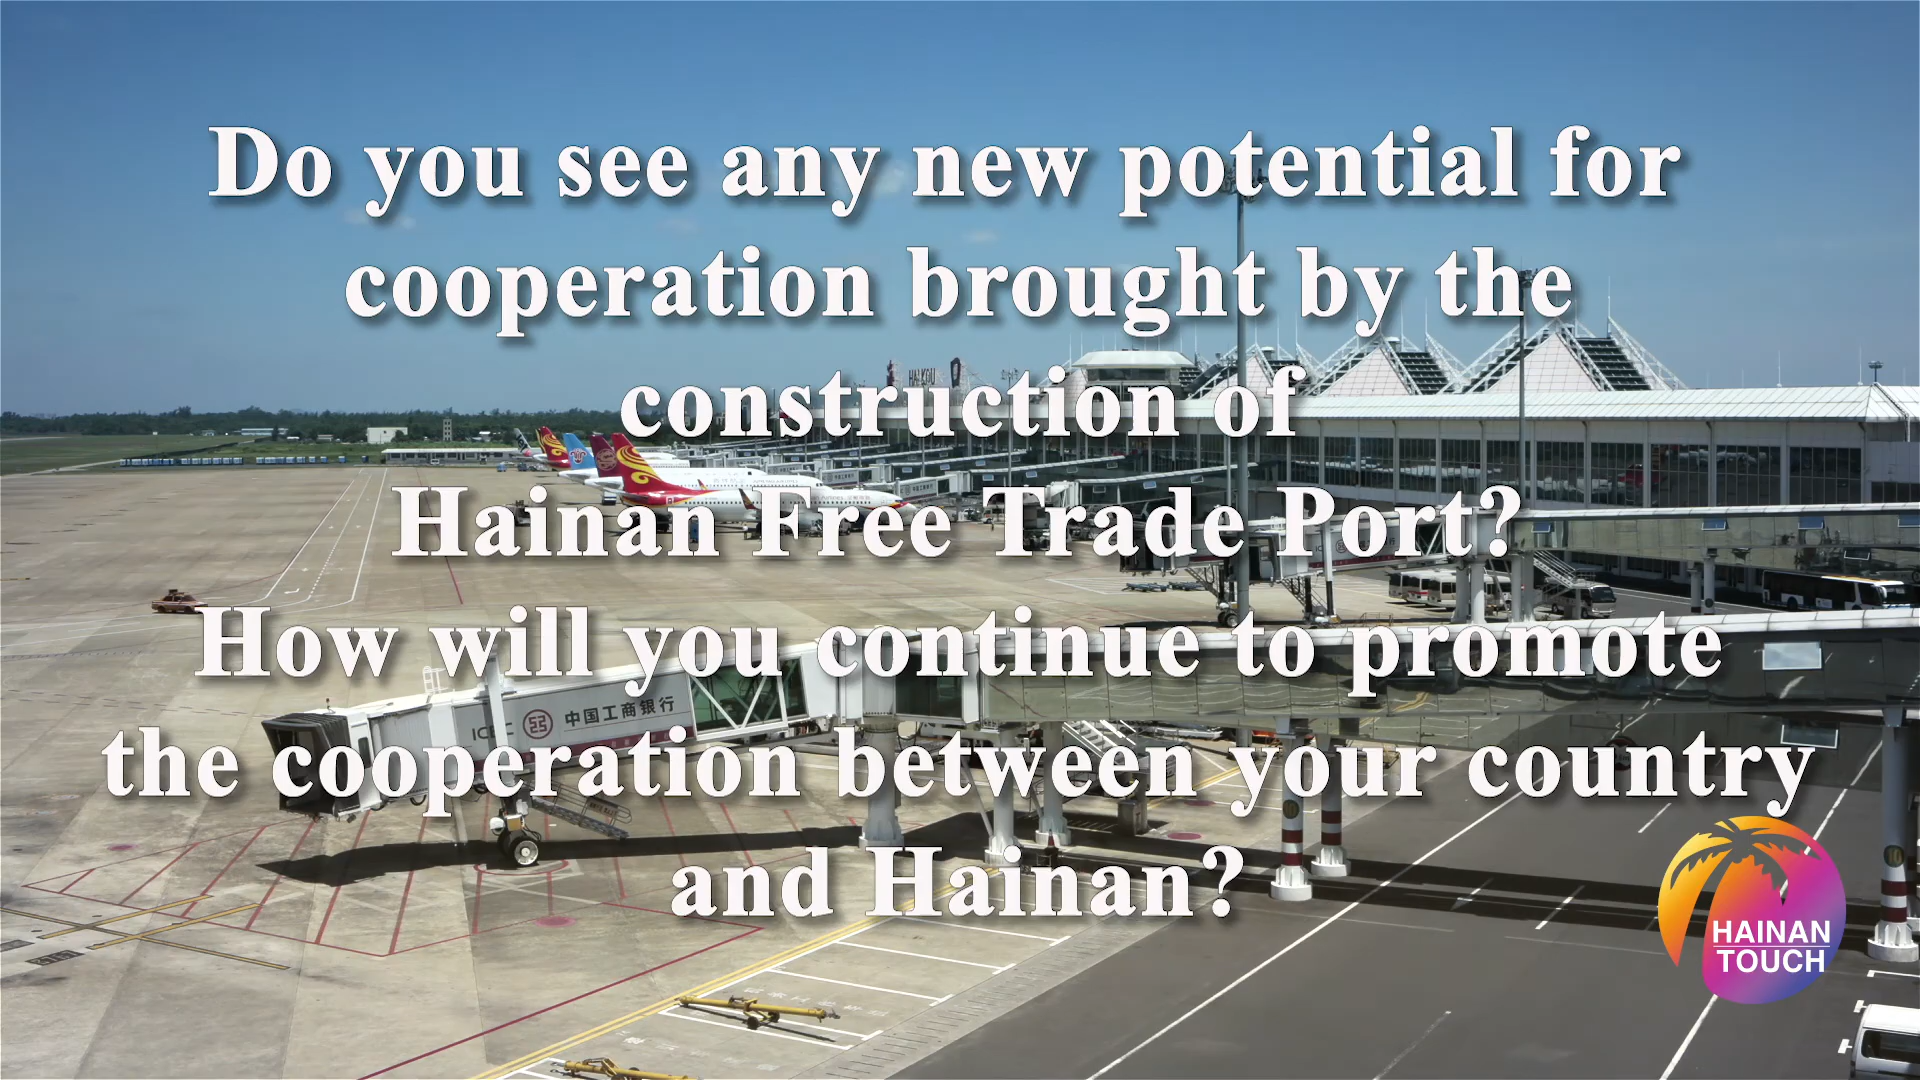 Do you see any new potential for
cooperation brought by the
construction of
Hainan Free Trade Port?
How will you continue to promote
the cooperation between your country
and Hainan?
HAIKOU
中国工商银行
HAINAN
TOUCH